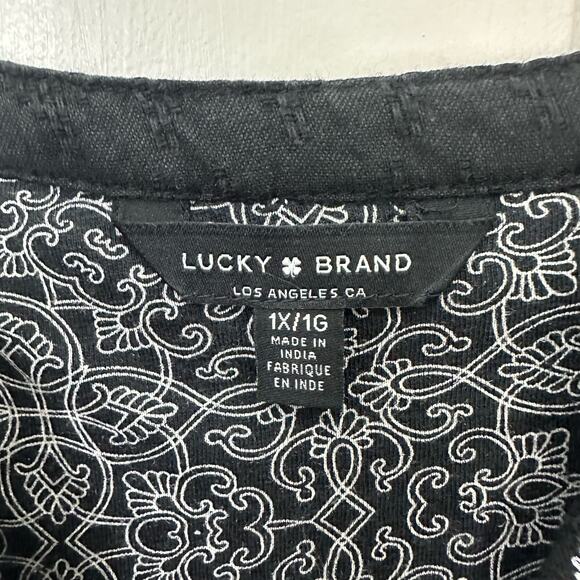 LUCKY BRAND
LOS ANGELES CA
1X/1G
MADE IN
INDIA
FABRIQUE
EN INDE